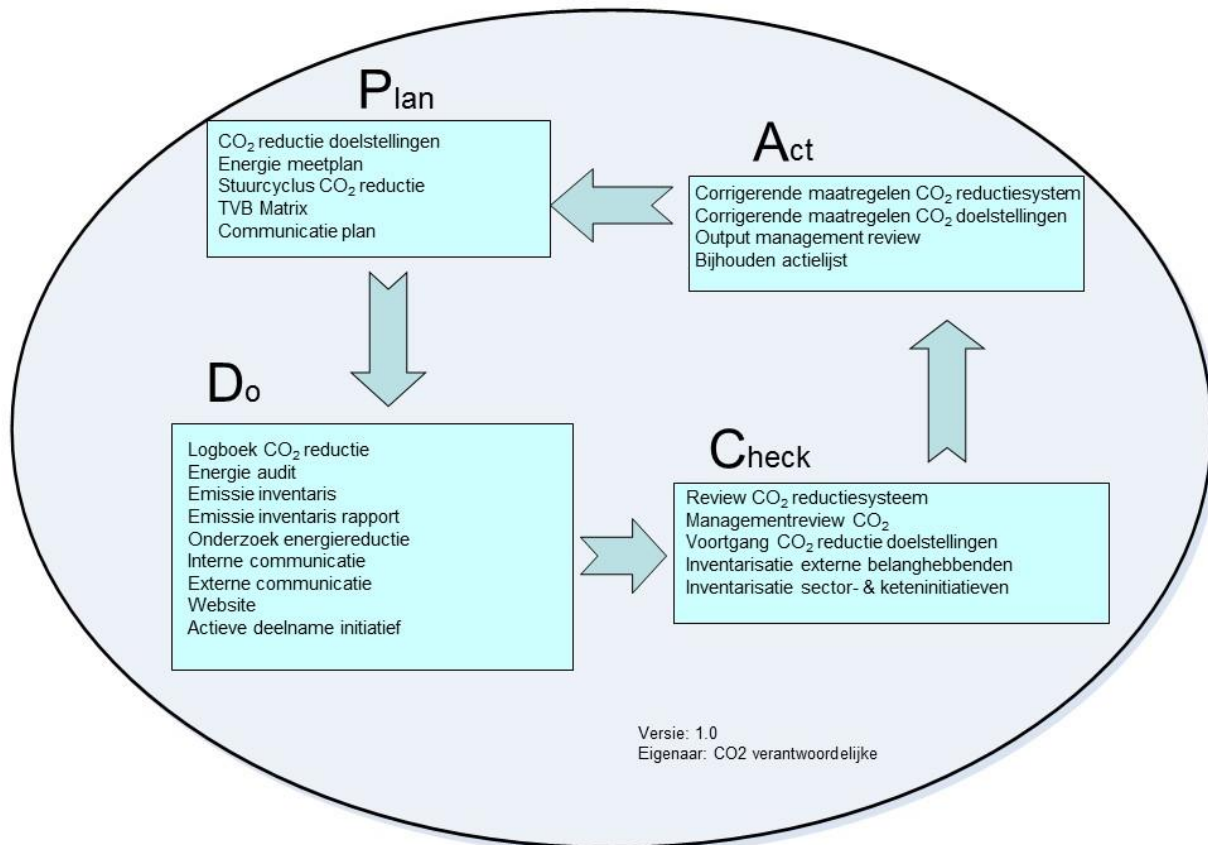 Plan
CO₂ reductie doelstellingen
Energie meetplan
Stuurcyclus CO₂ reductie
TVB Matrix
Communicatie plan
Act
Corrigerende maatregelen CO₂ reductiesystem
Corrigerende maatregelen CO₂ doelstellingen
Output management review
Bijhouden actielijst
Do
Logboek CO₂ reductie
Energie audit
Emissie inventaris
Emissie inventaris rapport
Onderzoek energiereductie
Interne communicatie
Externe communicatie
Website
Actieve deelname initiatief
Check
Review CO₂ reductiesysteem
Managementreview CO₂
Voortgang CO₂ reductie doelstellingen
Inventarisatie externe belanghebbenden
Inventarisatie sector- & keteninitiatieven
Versie: 1.0
Eigenaar: CO2 verantwoordelijke